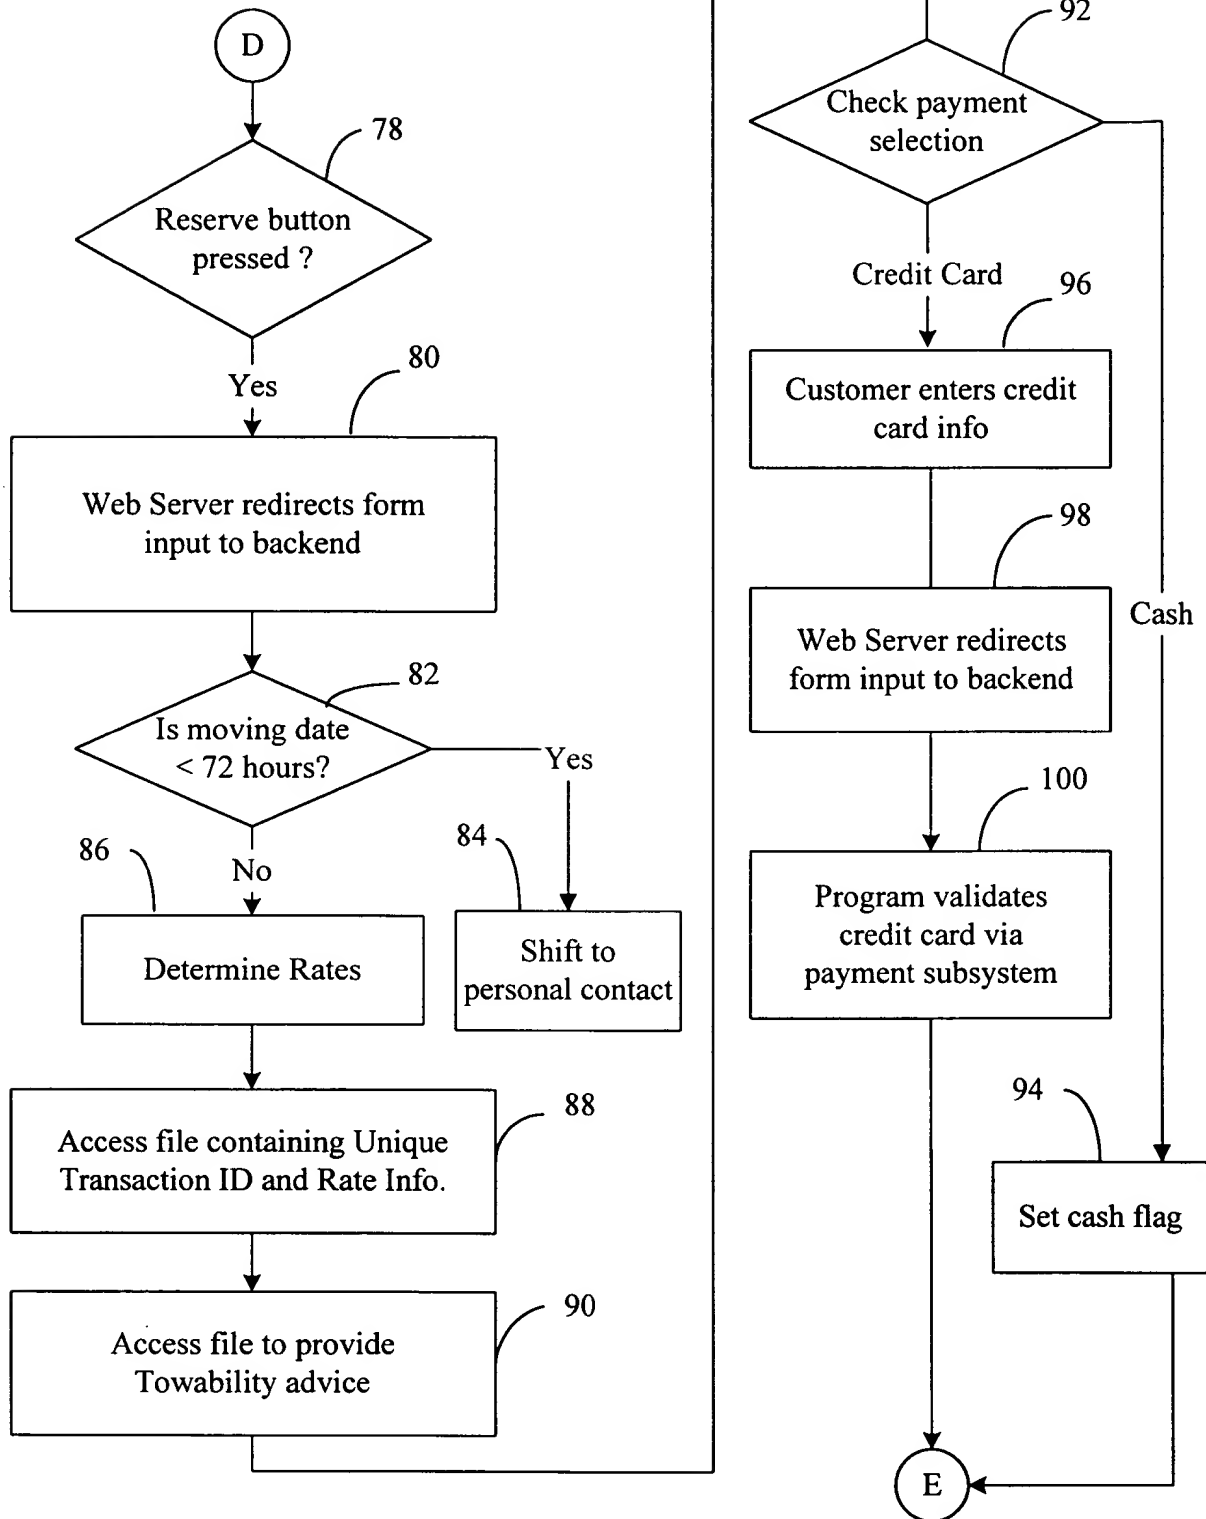 D
78
Reserve button
pressed ?
Yes
80
Web Server redirects form
input to backend
82
Is moving date
< 72 hours?
Yes
No
84
Shift to
personal contact
86
Determine Rates
88
Access file containing Unique
Transaction ID and Rate Info.
90
Access file to provide
Towability advice
92
Check payment
selection
Credit Card
Cash
96
Customer enters credit
card info
98
Web Server redirects
form input to backend
100
Program validates
credit card via
payment subsystem
94
Set cash flag
E